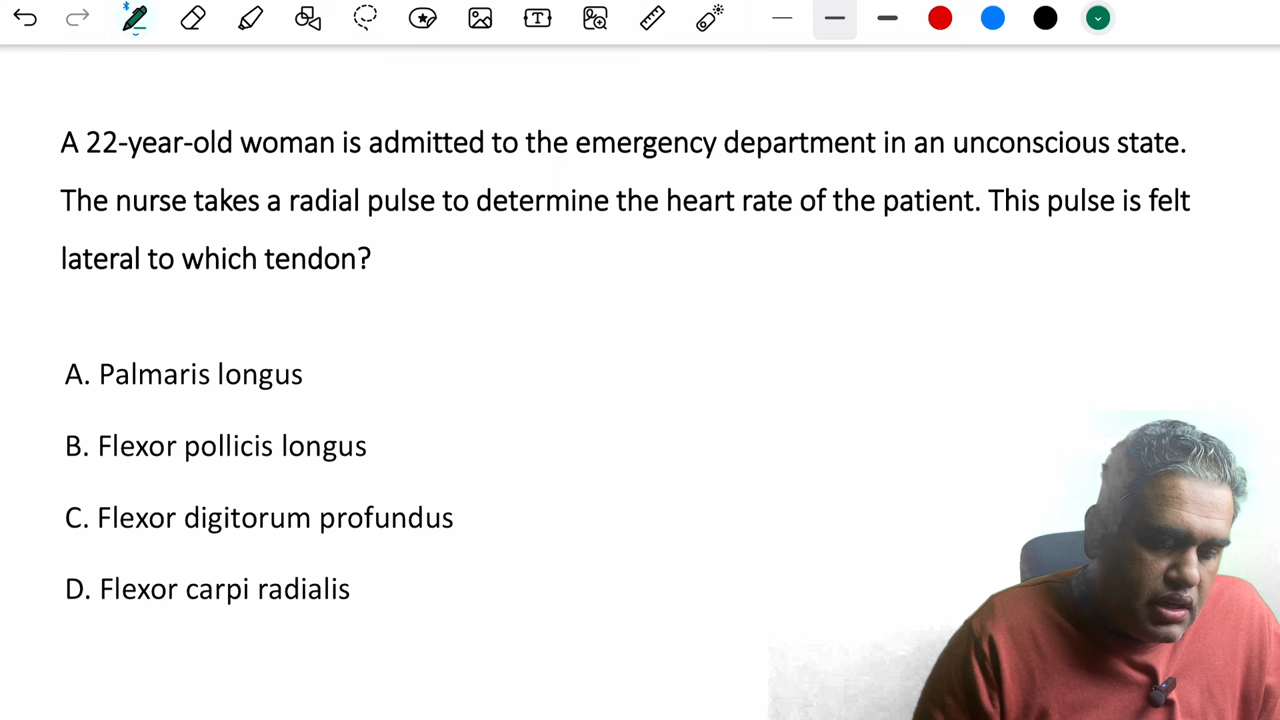 A 22-year-old woman is admitted to the emergency department in an unconscious state.
The nurse takes a radial pulse to determine the heart rate of the patient. This pulse is felt
lateral to which tendon?
A. Palmaris longus
B. Flexor pollicis longus
C. Flexor digitorum profundus
D. Flexor carpi radialis